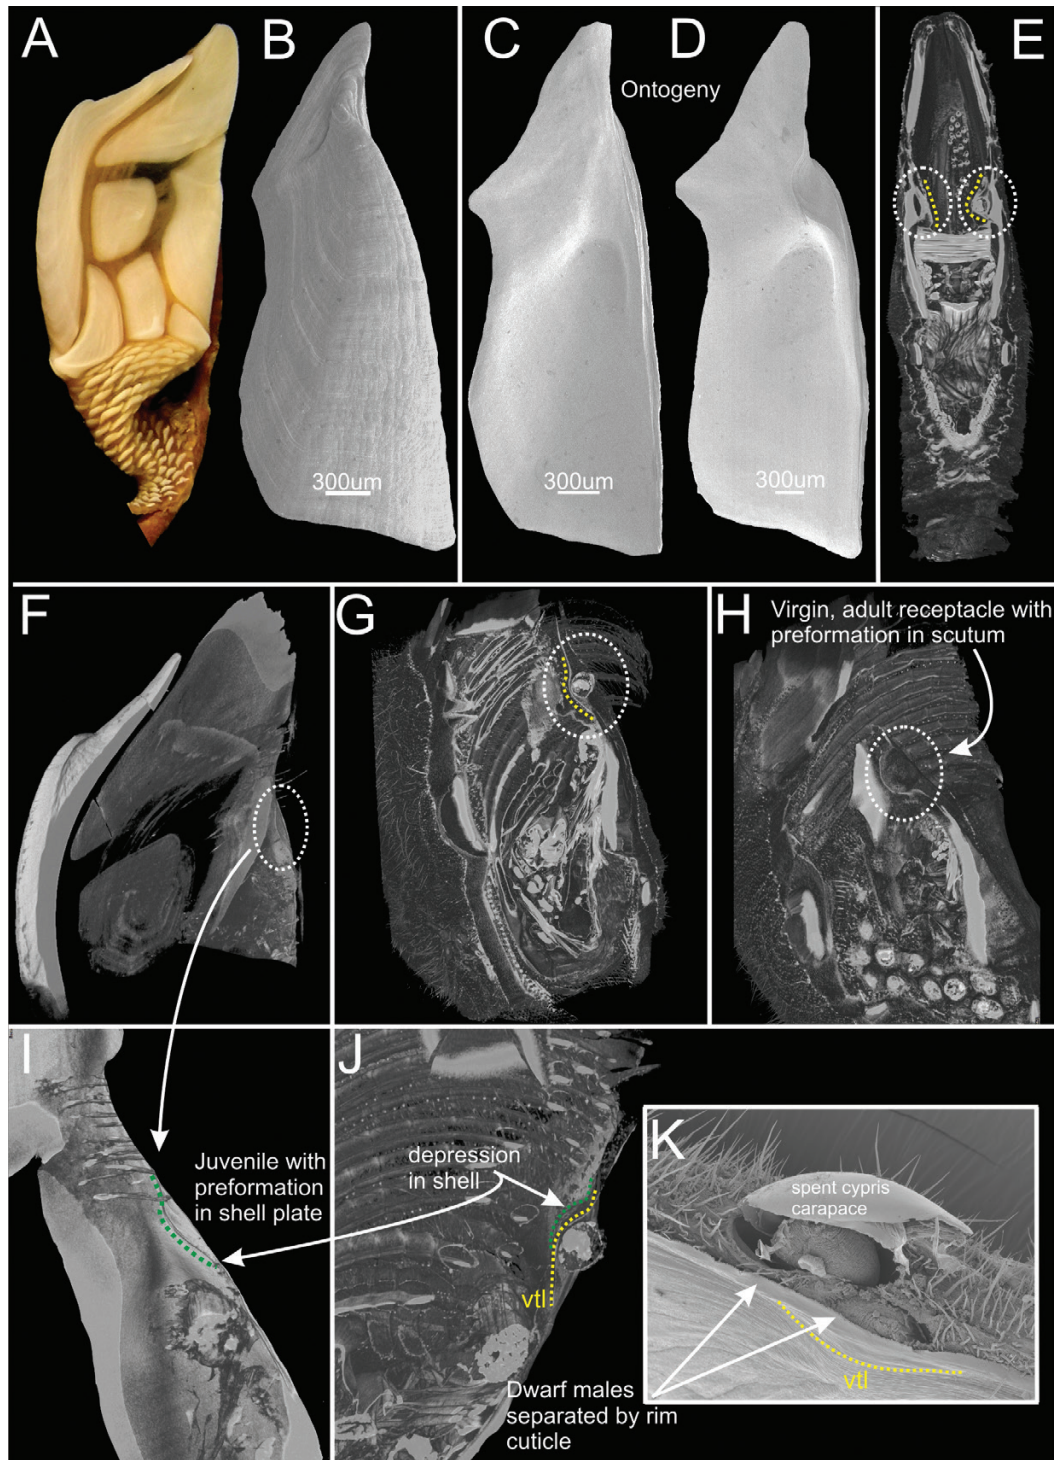 A
B
C
D
E
Ontogeny
300um
300um
300um
F
G
H
Virgin, adult receptacle with
preformation in scutum
I
Juvenile with
preformation
in shell plate
J
depression
in shell
vtl
Dwarf males
separated by rim
cuticle
K
spent cypris
carapace
vtl